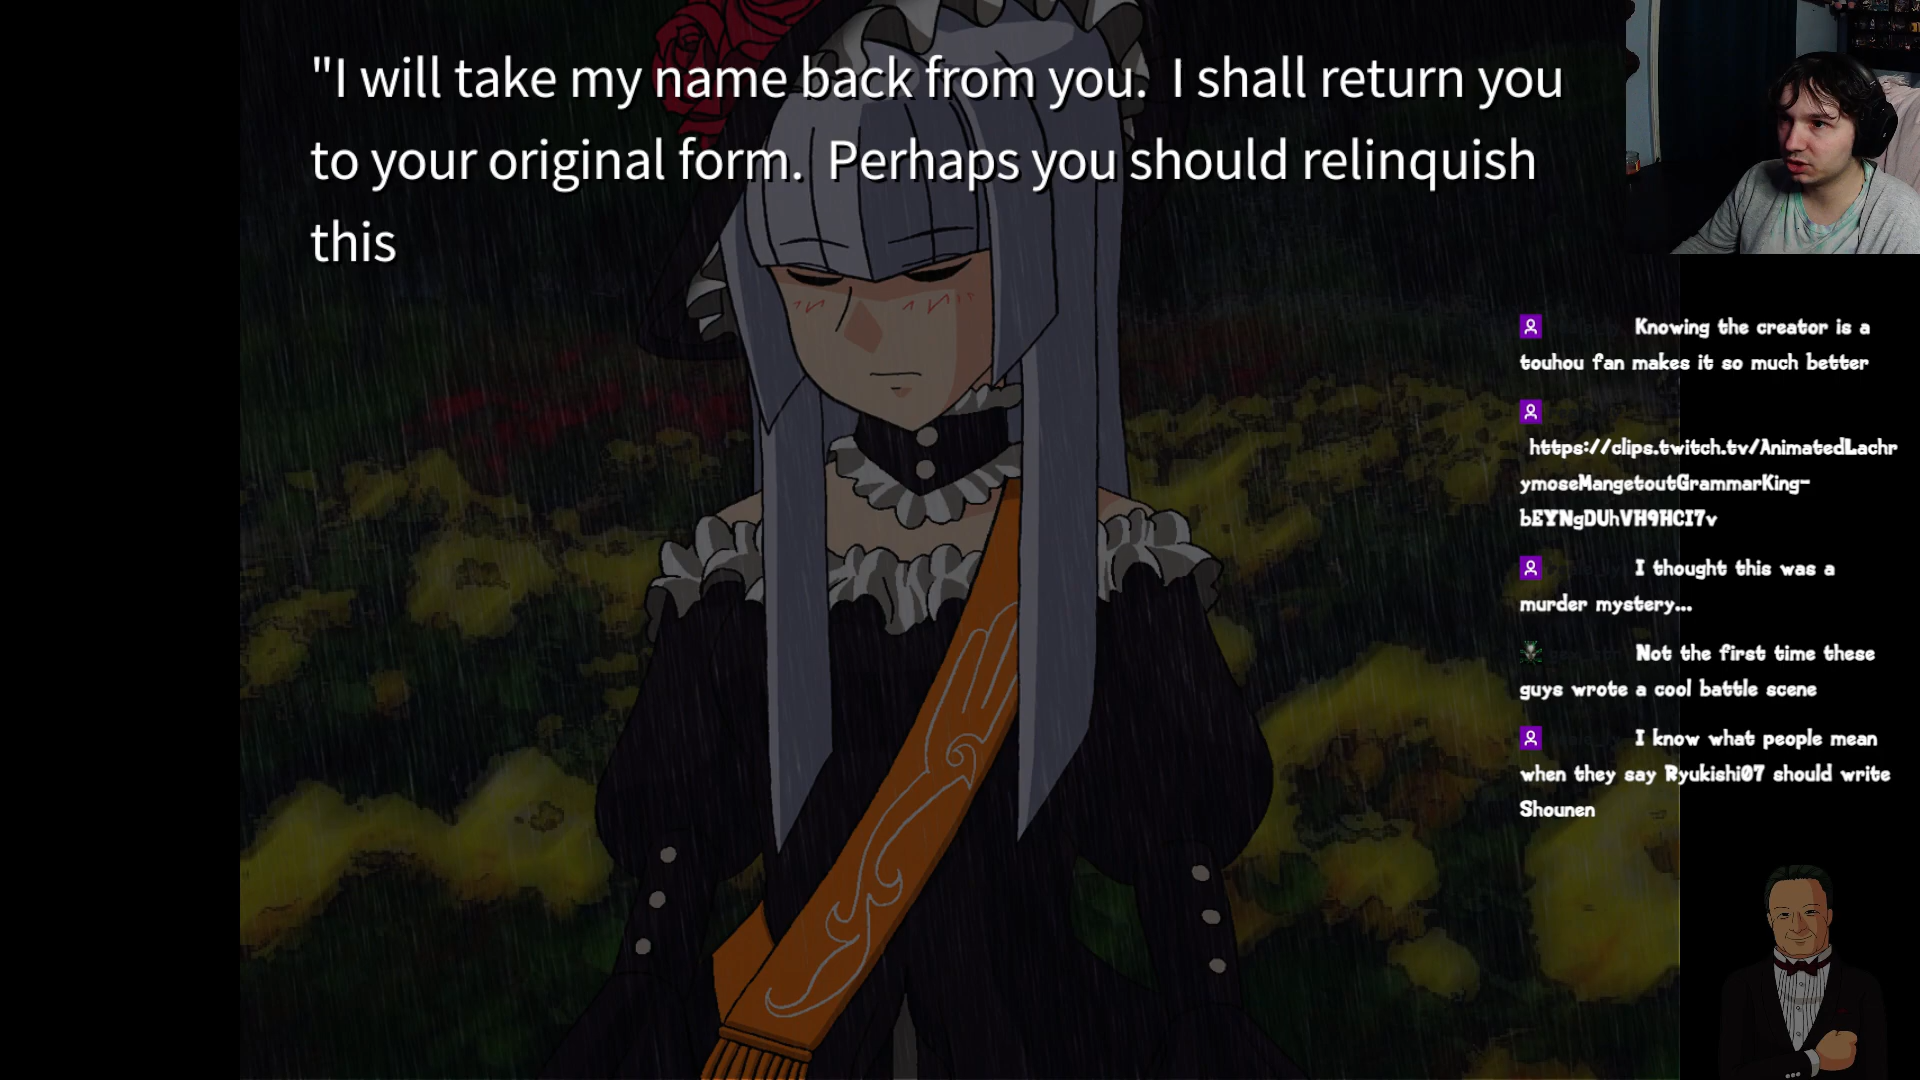 "I will take my name back from you.  I shall return you
to your original form.  Perhaps you should relinquish
this
Knowing the creator is a
touhou fan makes it so much better
https://clips.twitch.tv/AnimatedLachr
ymoseMangetoutGrammarKing-
bEYNgDUhVH9HCI7v
I thought this was a
murder mystery...
Not the first time these
guys wrote a cool battle scene
I know what people mean
when they say Ryukishi07 should write
Shounen